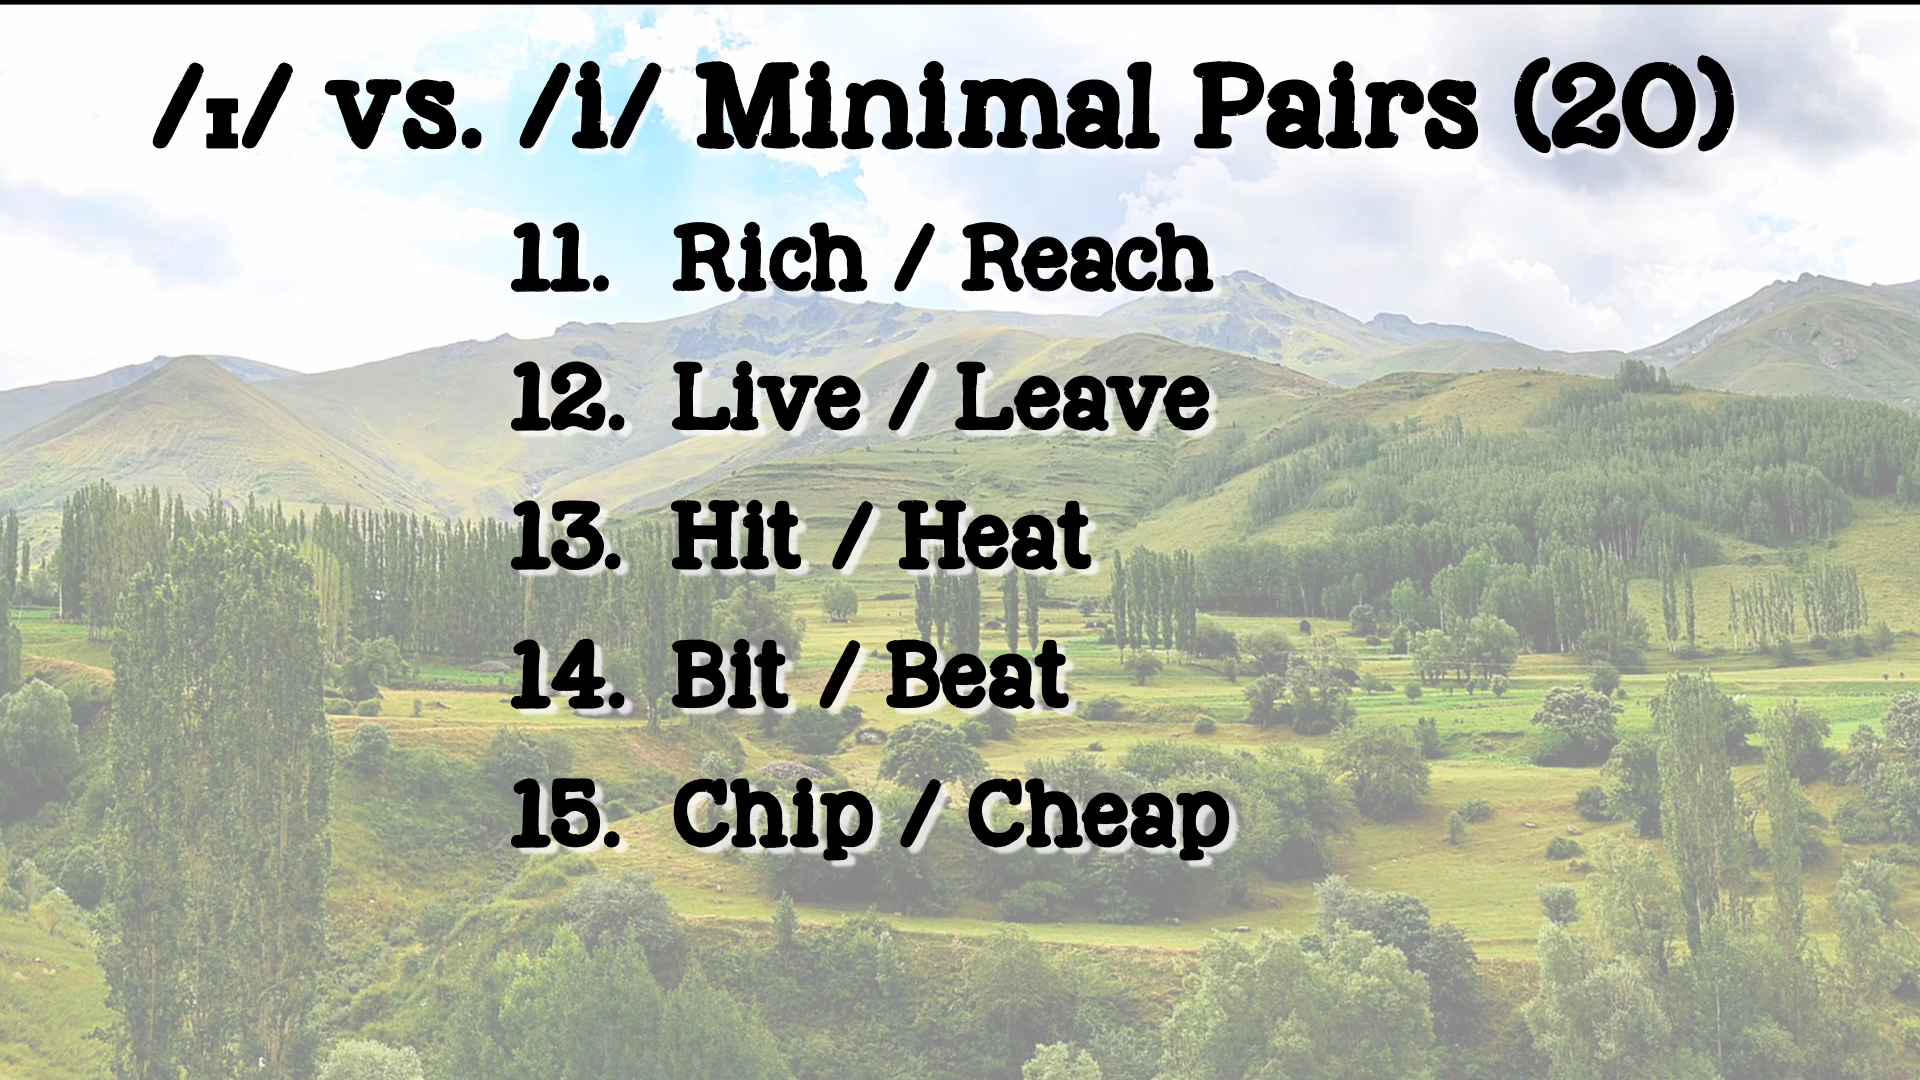 /ɪ/ vs. /i/ Minimal Pairs (20)
11. Rich / Reach
12. Live / Leave
13. Hit / Heat
14. Bit / Beat
15. Chip / Cheap